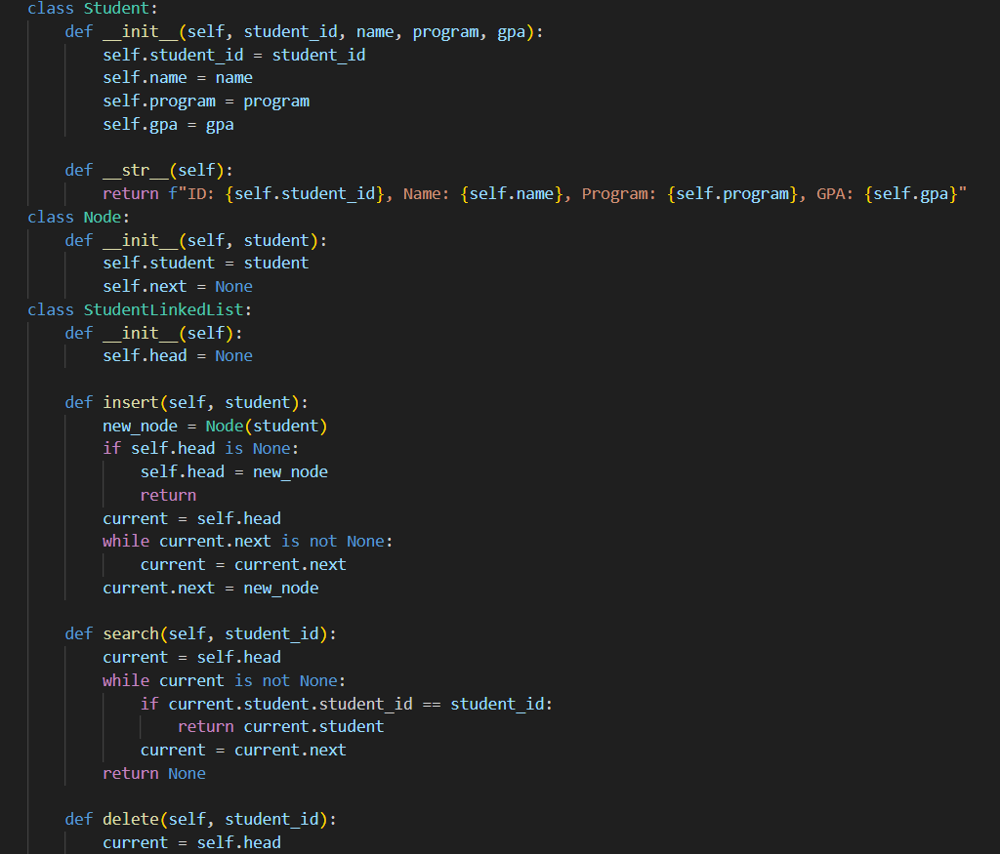 class Student:
    def __init__(self, student_id, name, program, gpa):
        self.student_id = student_id
        self.name = name
        self.program = program
        self.gpa = gpa

    def __str__(self):
        return f"ID: {self.student_id}, Name: {self.name}, Program: {self.program}, GPA: {self.gpa}"
class Node:
    def __init__(self, student):
        self.student = student
        self.next = None
class StudentLinkedList:
    def __init__(self):
        self.head = None

    def insert(self, student):
        new_node = Node(student)
        if self.head is None:
            self.head = new_node
            return
        current = self.head
        while current.next is not None:
            current = current.next
        current.next = new_node

    def search(self, student_id):
        current = self.head
        while current is not None:
            if current.student.student_id == student_id:
                return current.student
            current = current.next
        return None

    def delete(self, student_id):
        current = self.head